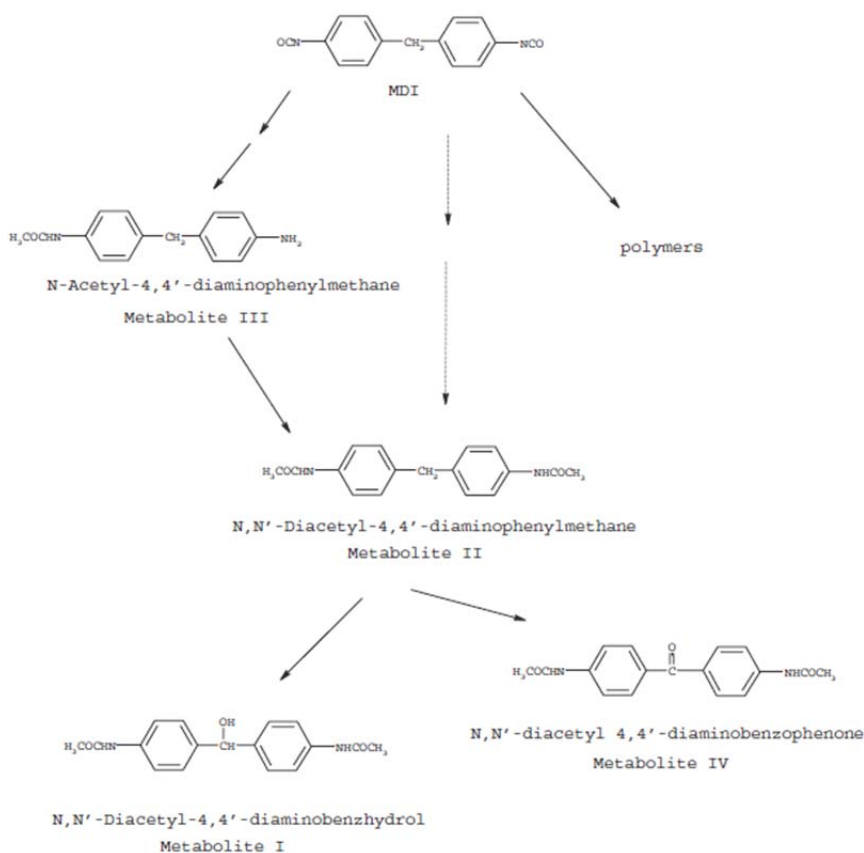 OCN CH₂ NCO
MDI
polymers
H₃COCHN CH₂ NH₂
N-Acetyl-4,4'-diaminophenylmethane
Metabolite III
H₃COCHN CH₂ NHCOCH₃
N,N'-Diacetyl-4,4'-diaminophenylmethane
Metabolite II
O
H₃COCHN C NHCOCH₃
N,N'-diacetyl 4,4'-diaminobenzophenone
Metabolite IV
OH
H₃COCHN CH NHCOCH₃
N,N'-Diacetyl-4,4'-diaminobenzhydrol
Metabolite I